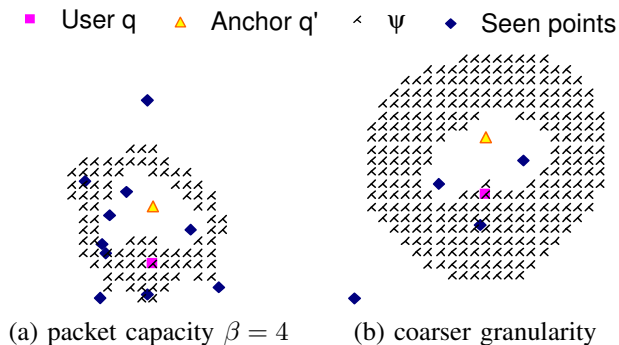 User q Anchor q' ψ Seen points
(a) packet capacity β = 4 (b) coarser granularity